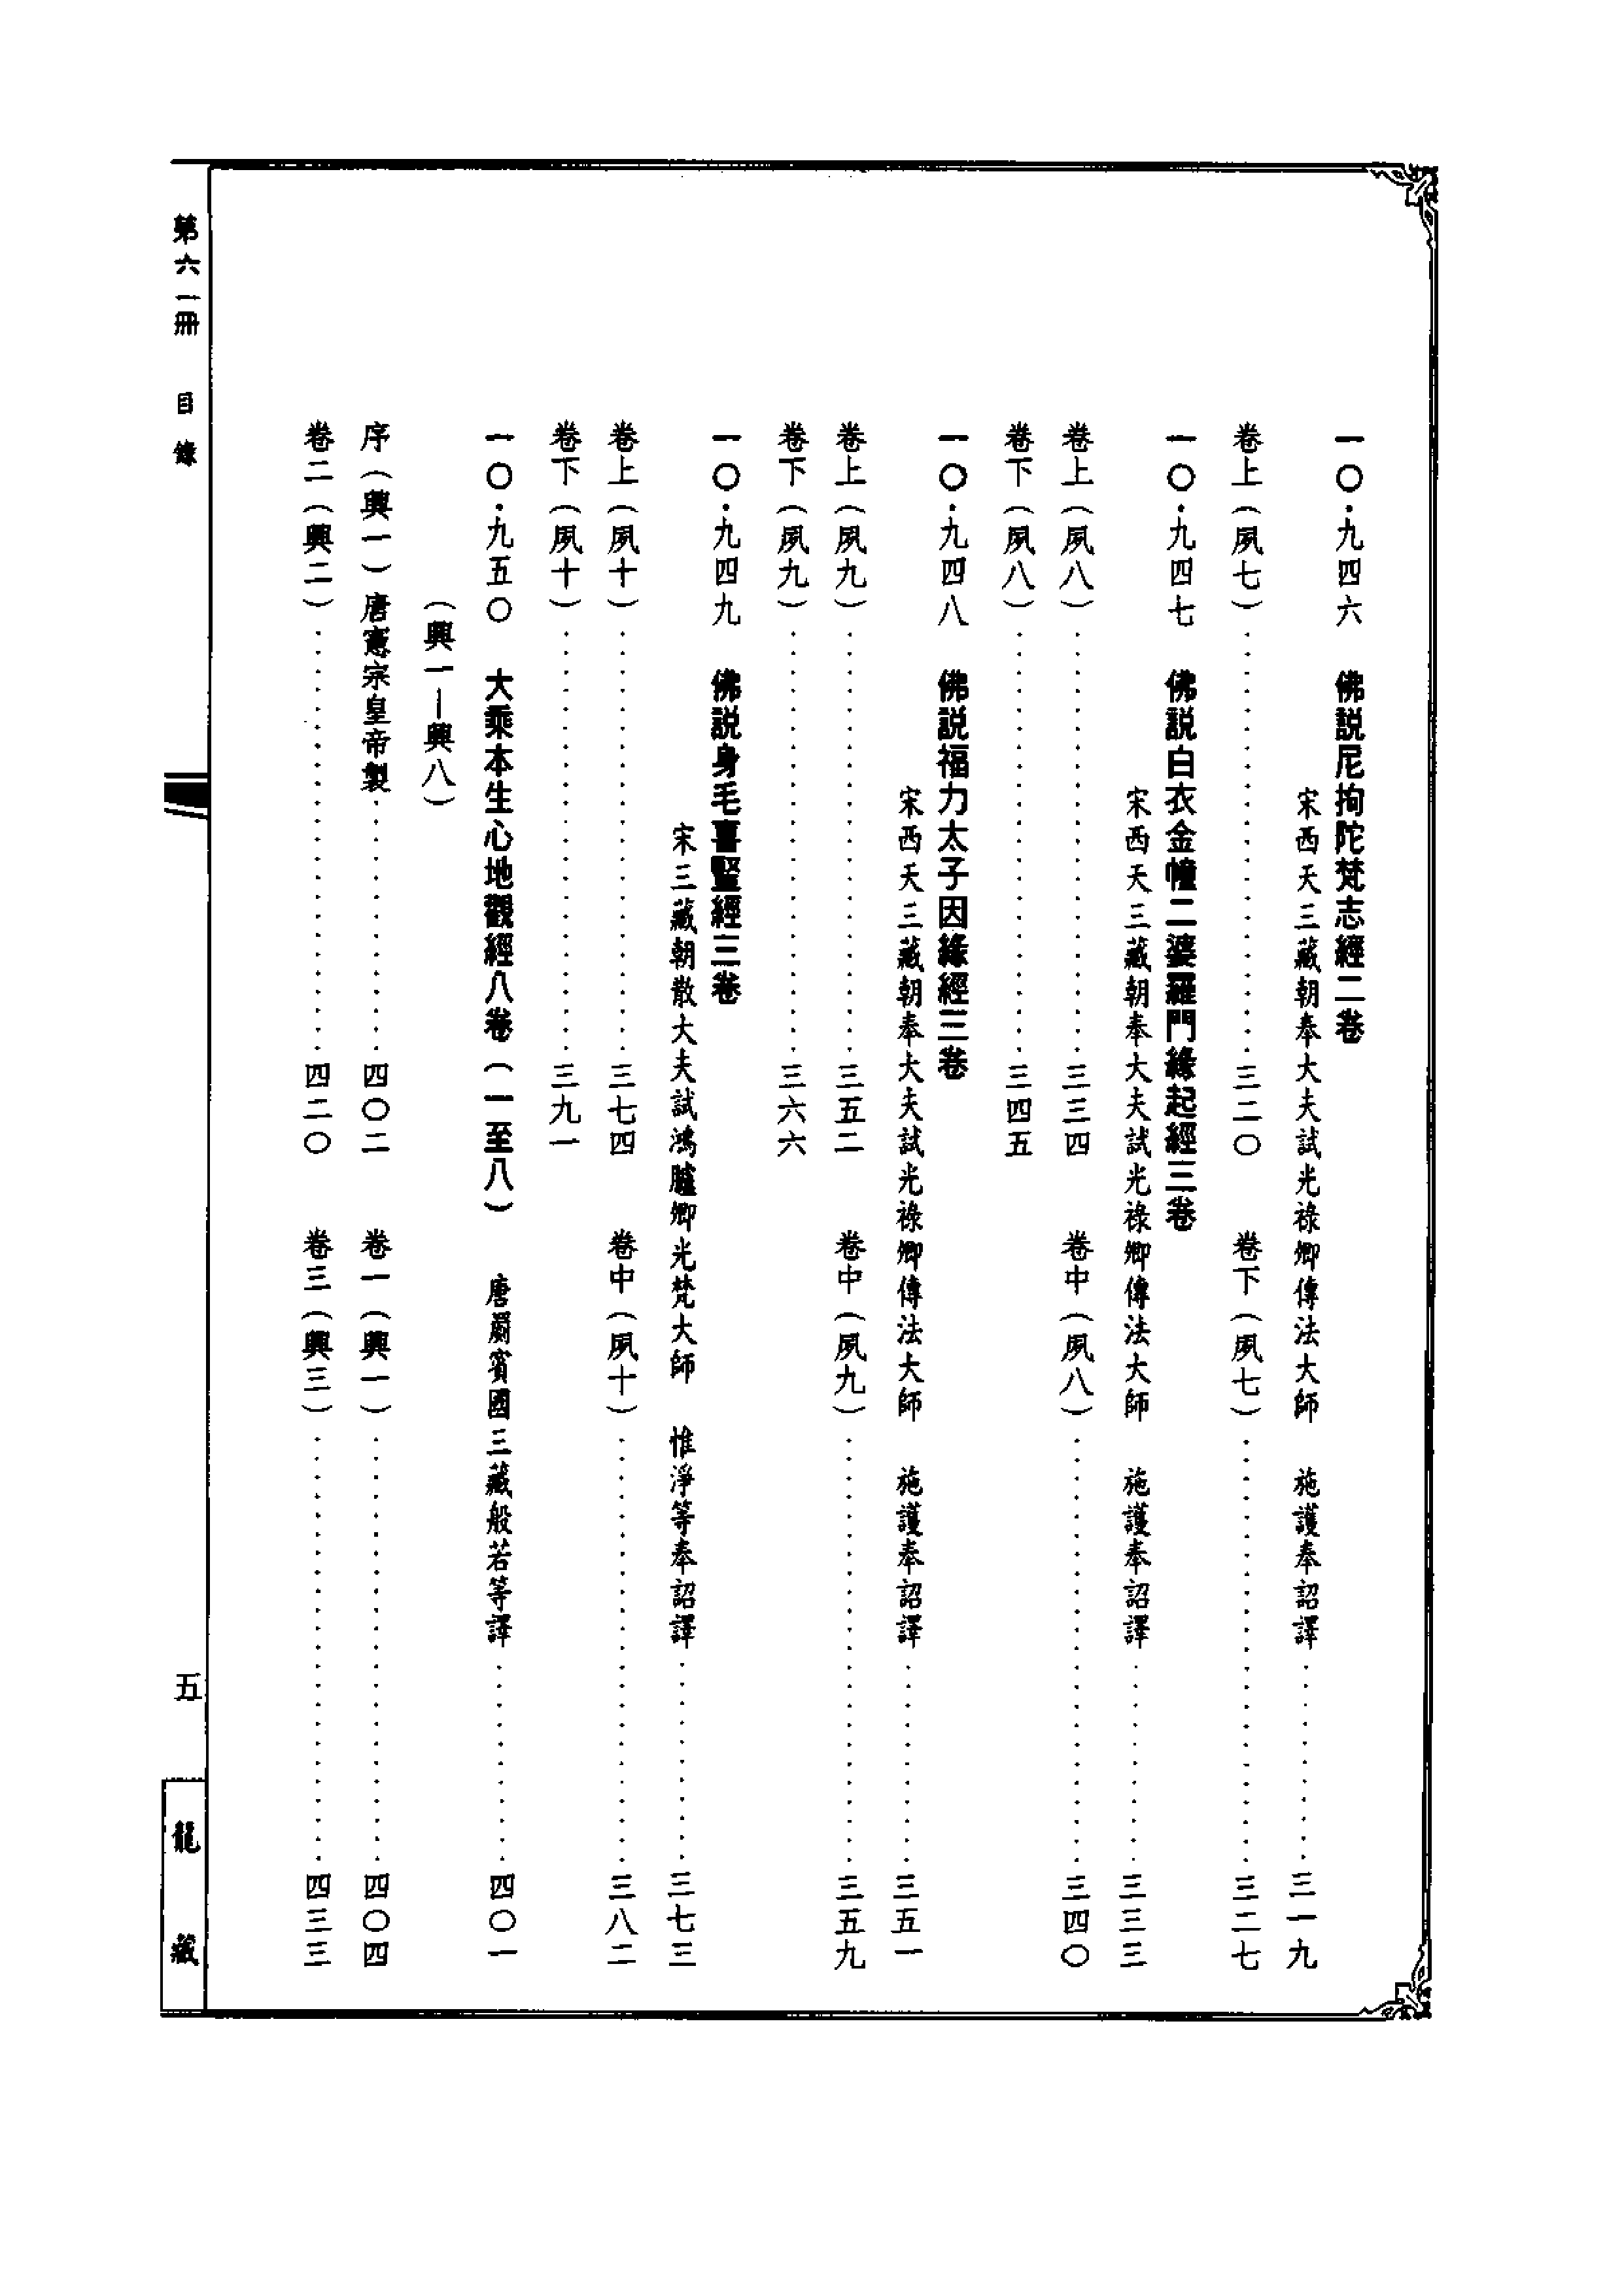 一〇·九四六　佛説尼拘陀梵志經二卷
宋西天三藏朝奉大夫試光祿卿傳法大師　施護奉詔譯…………三一九
卷上（夙七）…………三二〇　卷下（夙七）…………三二七
一〇·九四七　佛説白衣金幢二婆羅門緣起經三卷
宋西天三藏朝奉大夫試光祿卿傳法大師　施護奉詔譯…………三三三
卷上（夙八）…………三三四　卷中（夙八）…………三四〇
卷下（夙八）…………三四五
一〇·九四八　佛説福力太子因緣經三卷
宋西天三藏朝奉大夫試光祿卿傳法大師　施護奉詔譯…………三五一
卷上（夙九）…………三五二　卷中（夙九）…………三五九
卷下（夙九）…………三六六
一〇·九四九　佛説身毛喜豎經三卷
宋三藏朝散大夫試鴻臚卿光梵大師　惟淨等奉詔譯…………三七三
卷上（夙十）…………三七四　卷中（夙十）…………三八二
卷下（夙十）…………三九一
一〇·九五〇　大乘本生心地觀經八卷（一至八）　唐罽賓國三藏般若等譯…………四〇一
（興一—興八）
序（興一）唐憲宗皇帝製…………四〇二　卷一（興一）…………四〇四
卷二（興二）…………四二〇　卷三（興三）…………四三三
第六一冊　目錄
五
龍藏